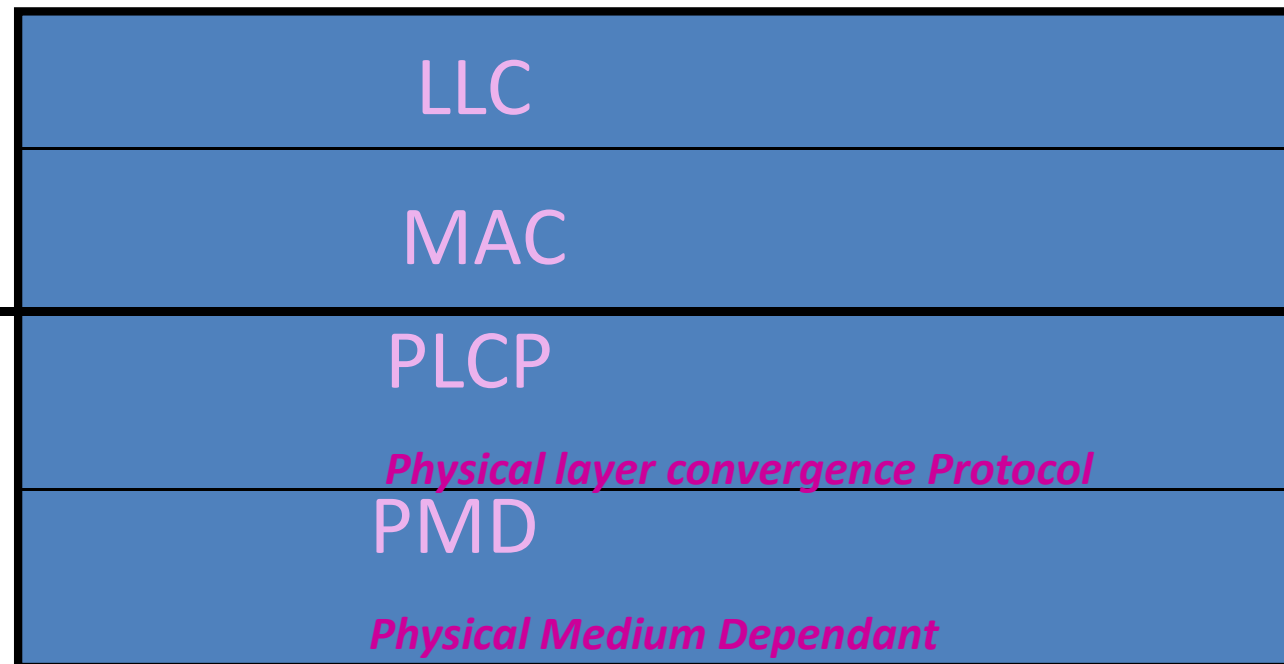 LLC
MAC
PLCP
Physical layer convergence Protocol
PMD
Physical Medium Dependant